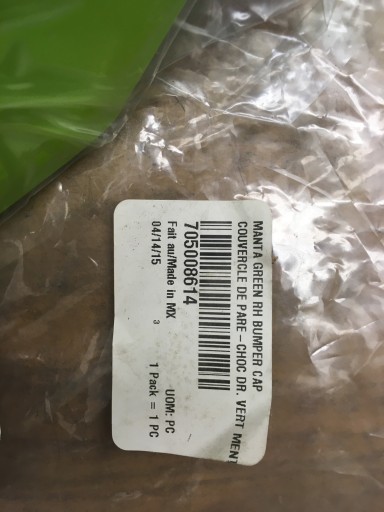 MANTA GREEN RH BUMPER CAP
COUVERCLE DE PARE-CHOC DR. VERT MENT
705008614
Fait au/Made in MX UOM: PC
04/14/15 3 1 Pack = 1 PC